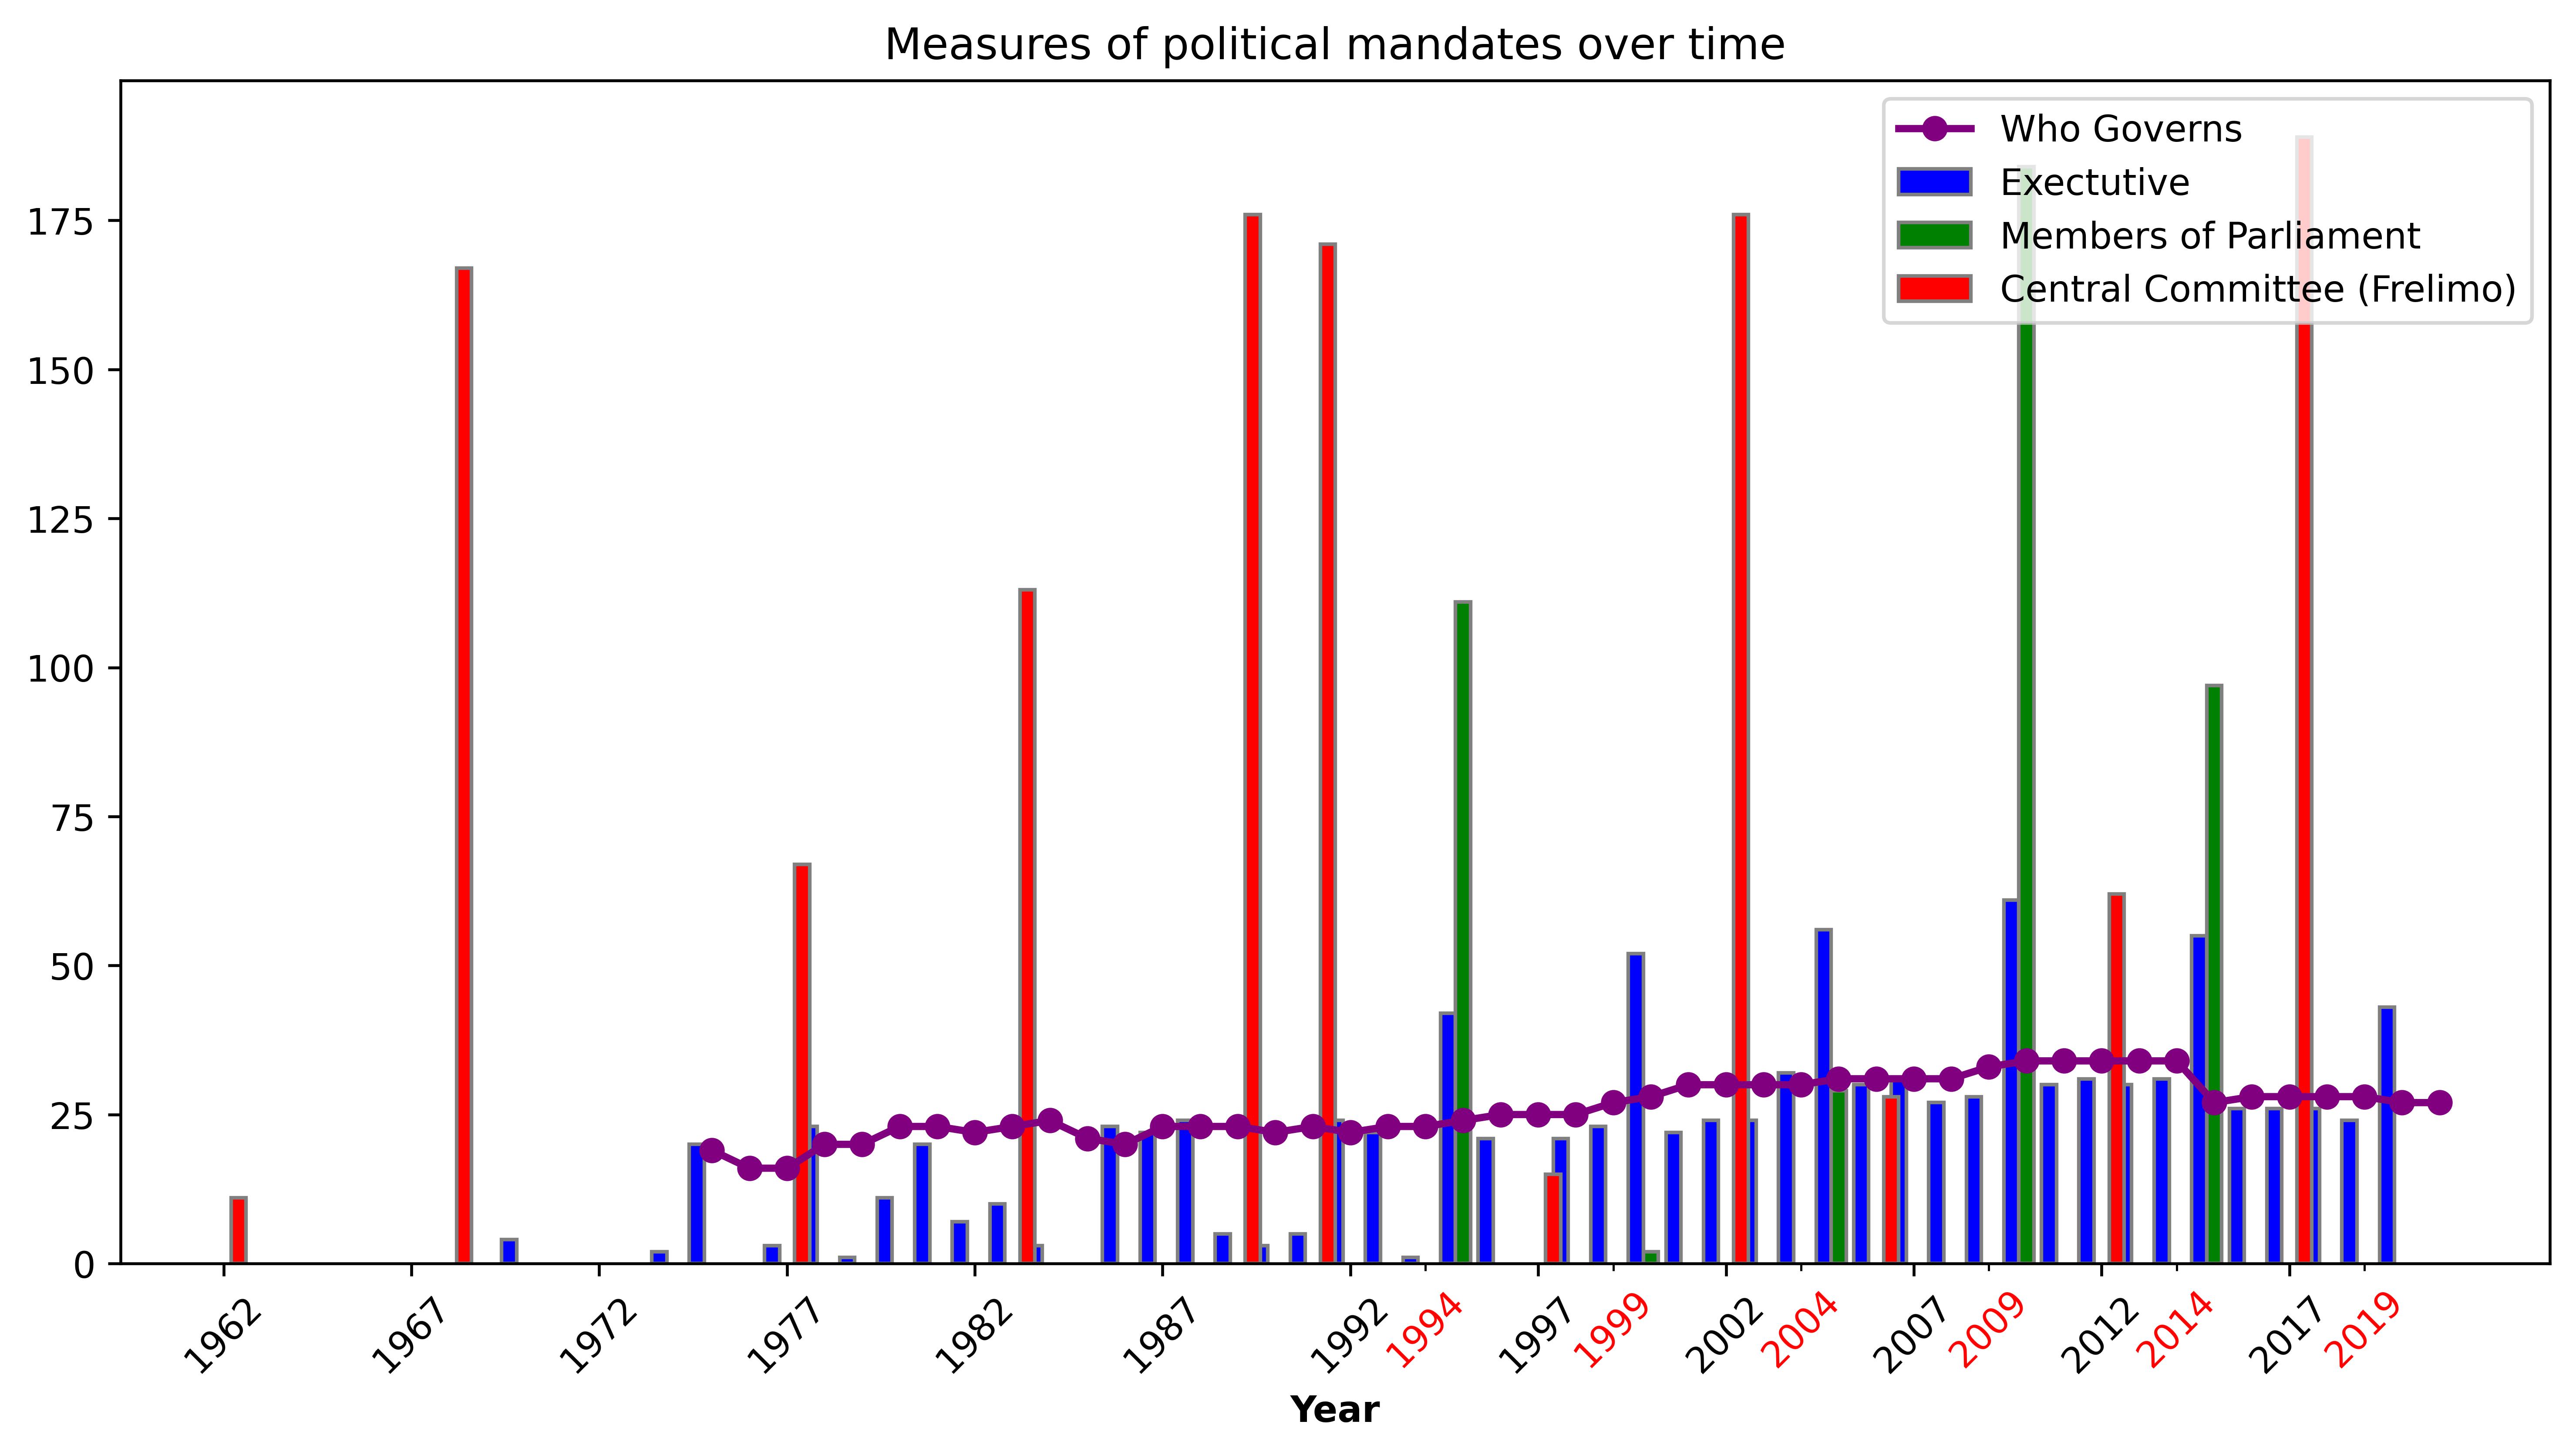 Measures of political mandates over time
Who Governs
Exectutive
Members of Parliament
Central Committee (Frelimo)
175
150
125
100
75
50
25
0
1962 1967 1972 1977 1982 1987 1992 1994 1997 1999 2002 2004 2007 2009 2012 2014 2017 2019
Year